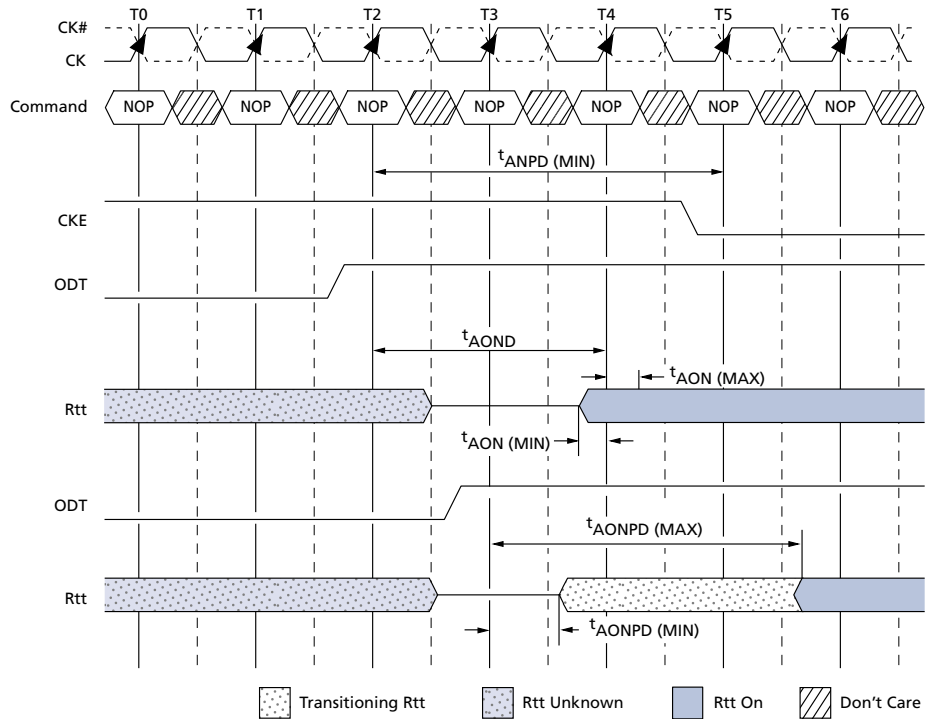 T0 T1 T2 T3 T4 T5 T6
CK#
CK
Command NOP NOP NOP NOP NOP NOP NOP
tANPD (MIN)
CKE
ODT
tAOND
tAON (MAX)
Rtt
tAON (MIN)
ODT
tAONPD (MAX)
Rtt
tAONPD (MIN)
Transitioning Rtt Rtt Unknown Rtt On Don't Care